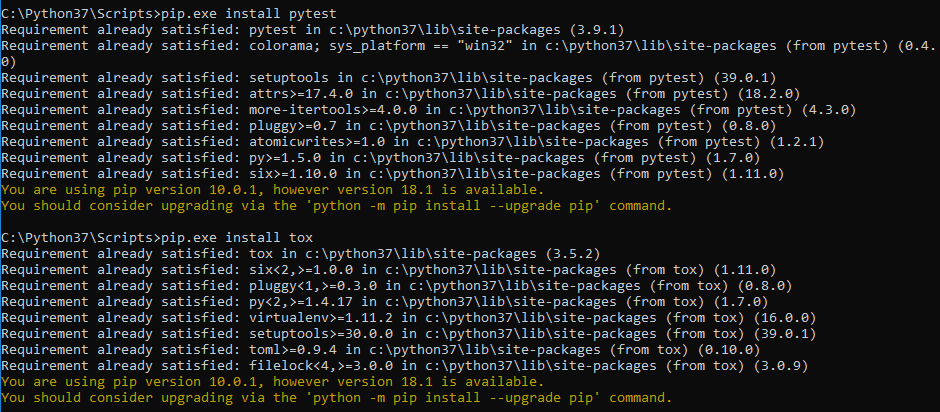 C:\Python37\Scripts>pip.exe install pytest
Requirement already satisfied: pytest in c:\python37\lib\site-packages (3.9.1)
Requirement already satisfied: colorama; sys_platform == "win32" in c:\python37\lib\site-packages (from pytest) (0.4.
0)
Requirement already satisfied: setuptools in c:\python37\lib\site-packages (from pytest) (39.0.1)
Requirement already satisfied: attrs>=17.4.0 in c:\python37\lib\site-packages (from pytest) (18.2.0)
Requirement already satisfied: more-itertools>=4.0.0 in c:\python37\lib\site-packages (from pytest) (4.3.0)
Requirement already satisfied: pluggy>=0.7 in c:\python37\lib\site-packages (from pytest) (0.8.0)
Requirement already satisfied: atomicwrites>=1.0 in c:\python37\lib\site-packages (from pytest) (1.2.1)
Requirement already satisfied: py>=1.5.0 in c:\python37\lib\site-packages (from pytest) (1.7.0)
Requirement already satisfied: six>=1.10.0 in c:\python37\lib\site-packages (from pytest) (1.11.0)
You are using pip version 10.0.1, however version 18.1 is available.
You should consider upgrading via the 'python -m pip install --upgrade pip' command.
C:\Python37\Scripts>pip.exe install tox
Requirement already satisfied: tox in c:\python37\lib\site-packages (3.5.2)
Requirement already satisfied: six<2,>=1.0.0 in c:\python37\lib\site-packages (from tox) (1.11.0)
Requirement already satisfied: pluggy<1,>=0.3.0 in c:\python37\lib\site-packages (from tox) (0.8.0)
Requirement already satisfied: py<2,>=1.4.17 in c:\python37\lib\site-packages (from tox) (1.7.0)
Requirement already satisfied: virtualenv>=1.11.2 in c:\python37\lib\site-packages (from tox) (16.0.0)
Requirement already satisfied: setuptools>=30.0.0 in c:\python37\lib\site-packages (from tox) (39.0.1)
Requirement already satisfied: toml>=0.9.4 in c:\python37\lib\site-packages (from tox) (0.10.0)
Requirement already satisfied: filelock<4,>=3.0.0 in c:\python37\lib\site-packages (from tox) (3.0.9)
You are using pip version 10.0.1, however version 18.1 is available.
You should consider upgrading via the 'python -m pip install --upgrade pip' command.